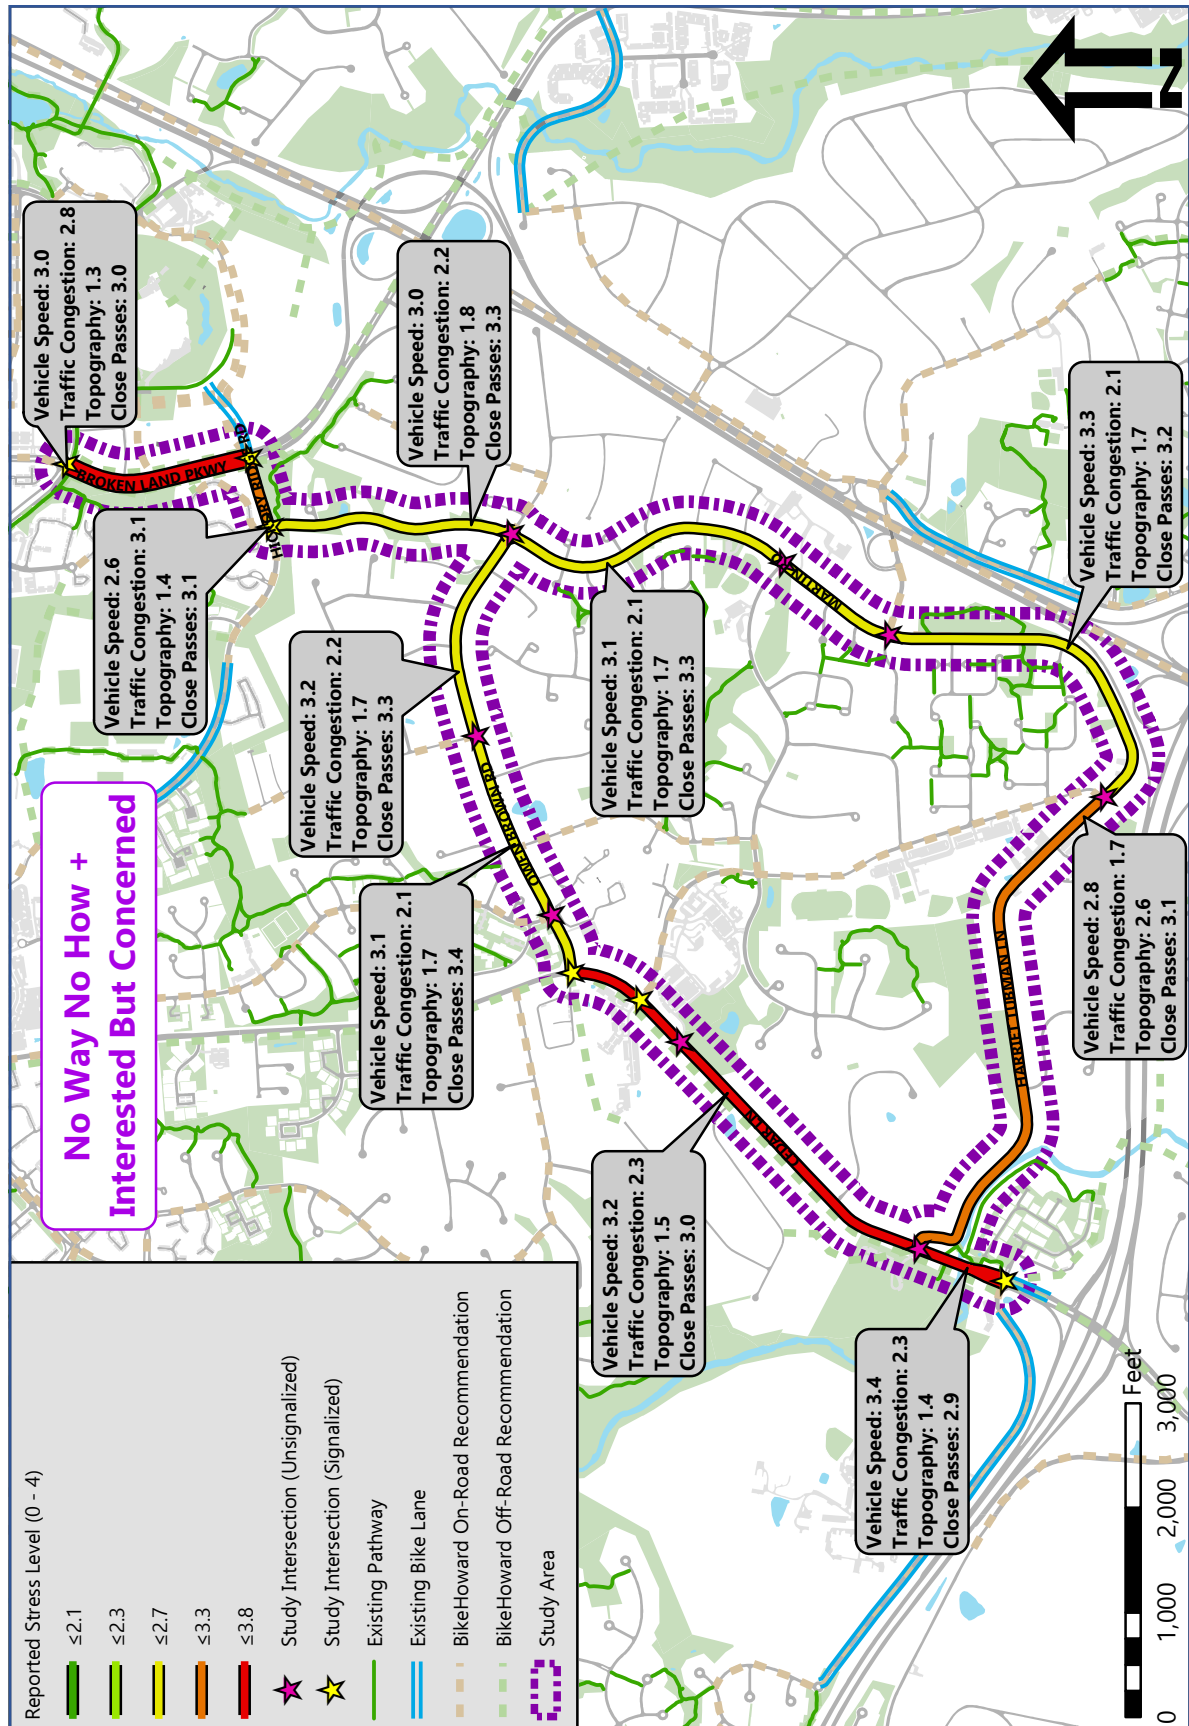 No Way No How +
Interested But Concerned
Vehicle Speed: 3.0
Traffic Congestion: 2.8
Topography: 1.3
Close Passes: 3.0
Vehicle Speed: 2.6
Traffic Congestion: 3.1
Topography: 1.4
Close Passes: 3.1
Vehicle Speed: 3.0
Traffic Congestion: 2.2
Topography: 1.8
Close Passes: 3.3
Vehicle Speed: 3.2
Traffic Congestion: 2.2
Topography: 1.7
Close Passes: 3.3
Vehicle Speed: 3.1
Traffic Congestion: 2.1
Topography: 1.7
Close Passes: 3.4
Vehicle Speed: 3.1
Traffic Congestion: 2.1
Topography: 1.7
Close Passes: 3.3
Vehicle Speed: 3.2
Traffic Congestion: 2.3
Topography: 1.5
Close Passes: 3.0
Vehicle Speed: 3.3
Traffic Congestion: 2.1
Topography: 1.7
Close Passes: 3.2
Vehicle Speed: 2.8
Traffic Congestion: 1.7
Topography: 2.6
Close Passes: 3.1
Vehicle Speed: 3.4
Traffic Congestion: 2.3
Topography: 1.4
Close Passes: 2.9
BROKEN LAND PKWY
OWEN BROWN RD
MARTIN RD
CEDAR LN
HARRIET TUBMAN LN
Reported Stress Level (0 - 4)
≤2.1
≤2.3
≤2.7
≤3.3
≤3.8
Study Intersection (Unsignalized)
Study Intersection (Signalized)
Existing Pathway
Existing Bike Lane
BikeHoward On-Road Recommendation
BikeHoward Off-Road Recommendation
Study Area
0 1,000 2,000 3,000
Feet
N